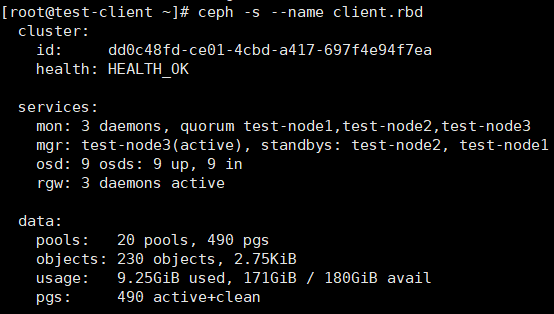 [root@test-client ~]# ceph -s --name client.rbd
cluster:
id: dd0c48fd-ce01-4cbd-a417-697f4e94f7ea
health: HEALTH_OK
services:
mon: 3 daemons, quorum test-node1,test-node2,test-node3
mgr: test-node3(active), standbys: test-node2, test-node1
osd: 9 osds: 9 up, 9 in
rgw: 3 daemons active
data:
pools: 20 pools, 490 pgs
objects: 230 objects, 2.75KiB
usage: 9.25GiB used, 171GiB / 180GiB avail
pgs: 490 active+clean